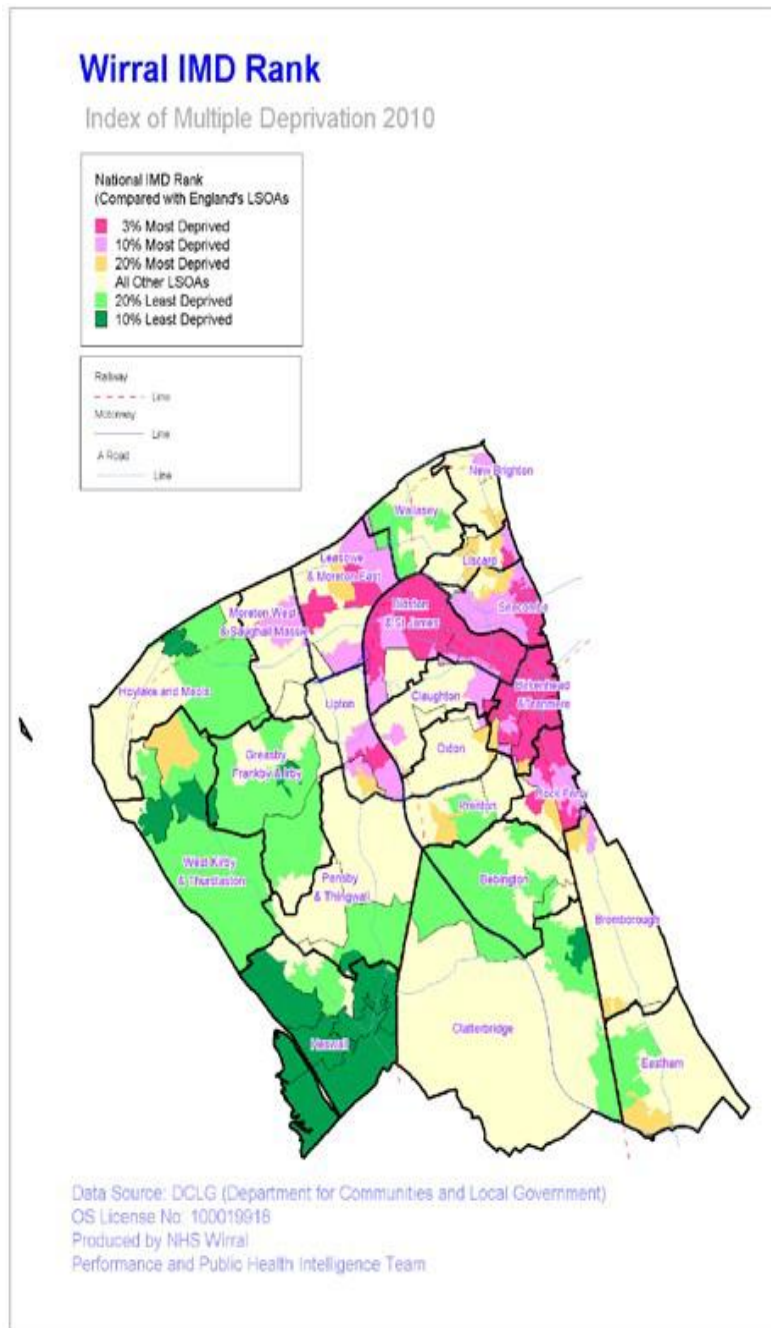 Wirral IMD Rank
Index of Multiple Deprivation 2010
National IMD Rank
(Compared with England's LSOAs
3% Most Deprived
10% Most Deprived
20% Most Deprived
All Other LSOAs
20% Least Deprived
10% Least Deprived
Railway
Line
Motorway
Line
A Road
Line
New Brighton
Wallasey
Liscard
Leasowe
& Moreton East
Bidston
& St James
Seacombe
Moreton West
& Saughall Massie
Birkenhead
& Tranmere
Claughton
Upton
Hoylake and Meols
Oxton
Greasby
Frankby & Irby
Rock Ferry
Prenton
West Kirby
& Thurstaston
Pensby
& Thingwall
Bebington
Bromborough
Clatterbridge
Heswall
Eastham
Data Source: DCLG (Department for Communities and Local Government)
OS License No: 100019918
Produced by NHS Wirral
Performance and Public Health Intelligence Team